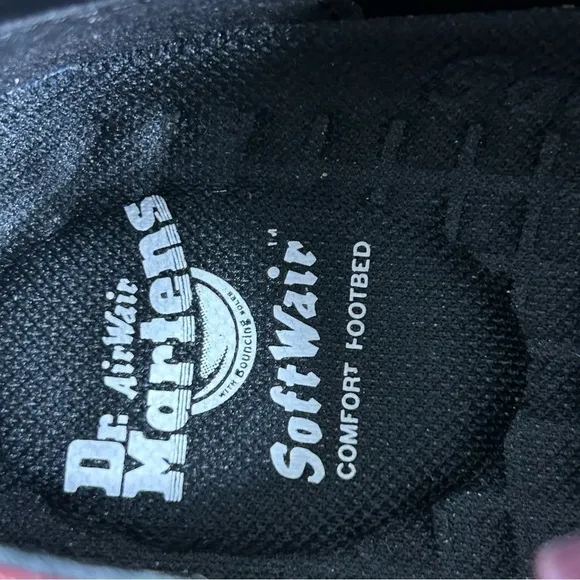 Dr. AirWair
Martens
WITH Bouncing SOLES
SoftWair™
COMFORT FOOTBED